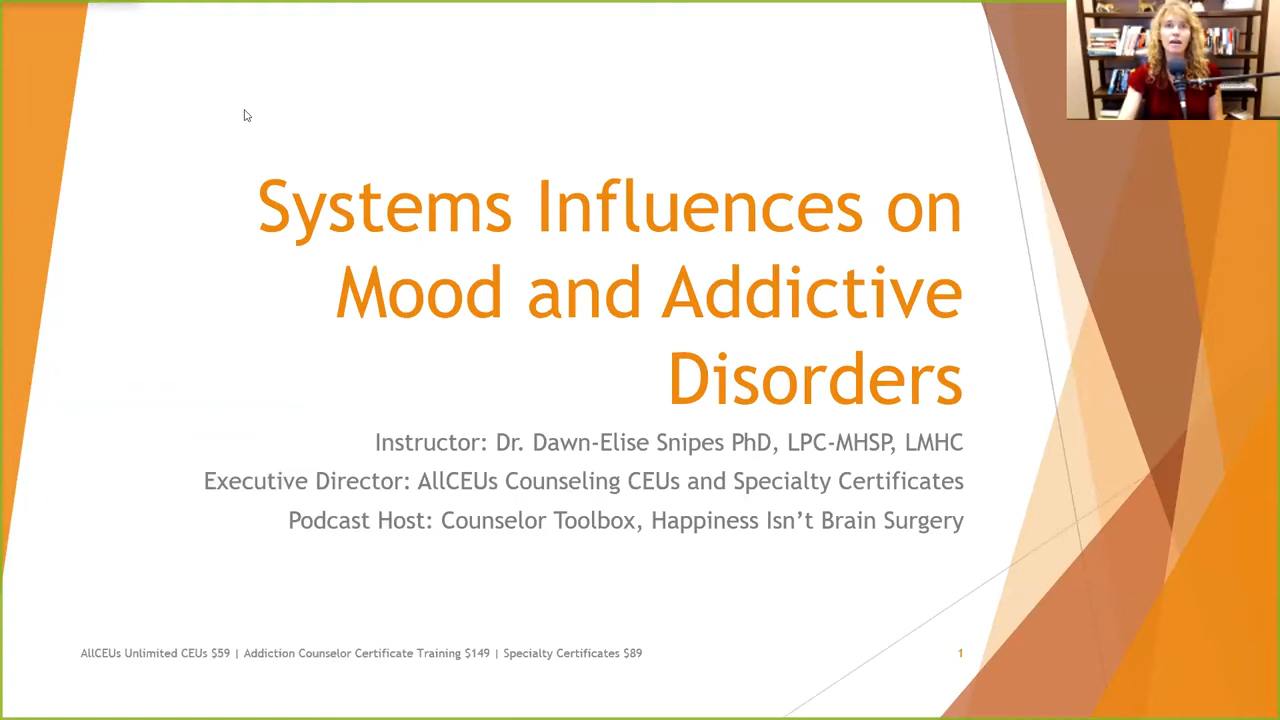 Systems Influences on
Mood and Addictive
Disorders
Instructor: Dr. Dawn-Elise Snipes PhD, LPC-MHSP, LMHC
Executive Director: AllCEUs Counseling CEUs and Specialty Certificates
Podcast Host: Counselor Toolbox, Happiness Isn’t Brain Surgery
AllCEUs Unlimited CEUs $59 | Addiction Counselor Certificate Training $149 | Specialty Certificates $89
1